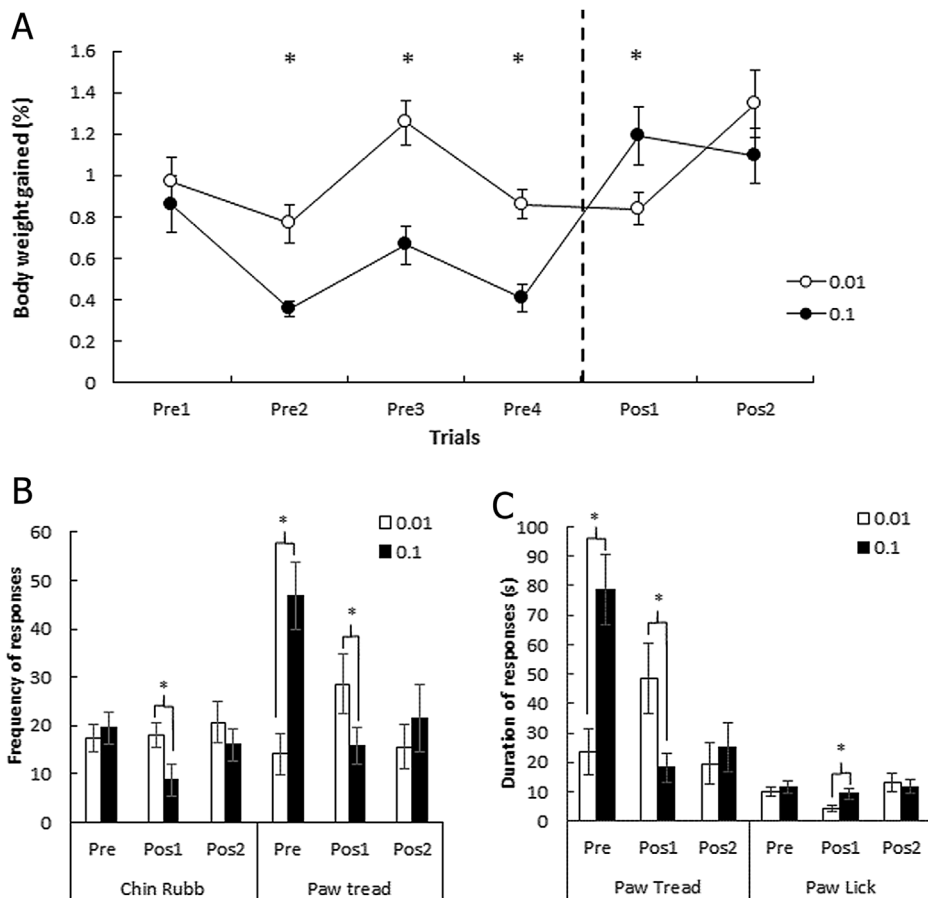 A
1.6
1.4
1.2
1
0.8
0.6
0.4
0.2
0
Body weight gained (%)
* * * *
0.01
0.1
Pre1 Pre2 Pre3 Pre4 Pos1 Pos2
Trials
B
60
50
40
30
20
10
0
Frequency of responses
0.01
0.1
* * *
Pre Pos1 Pos2 Pre Pos1 Pos2
Chin Rubb Paw tread
C
100
90
80
70
60
50
40
30
20
10
0
Duration of responses (s)
0.01
0.1
* * *
Pre Pos1 Pos2 Pre Pos1 Pos2
Paw Tread Paw Lick